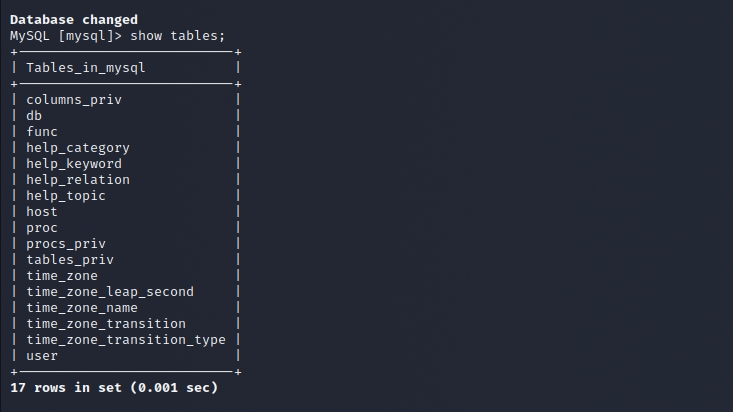 Database changed
MySQL [mysql]> show tables;
+---------------------------+
| Tables_in_mysql           |
+---------------------------+
| columns_priv              |
| db                        |
| func                      |
| help_category             |
| help_keyword              |
| help_relation             |
| help_topic                |
| host                      |
| proc                      |
| procs_priv                |
| tables_priv               |
| time_zone                 |
| time_zone_leap_second     |
| time_zone_name            |
| time_zone_transition      |
| time_zone_transition_type |
| user                      |
+---------------------------+
17 rows in set (0.001 sec)